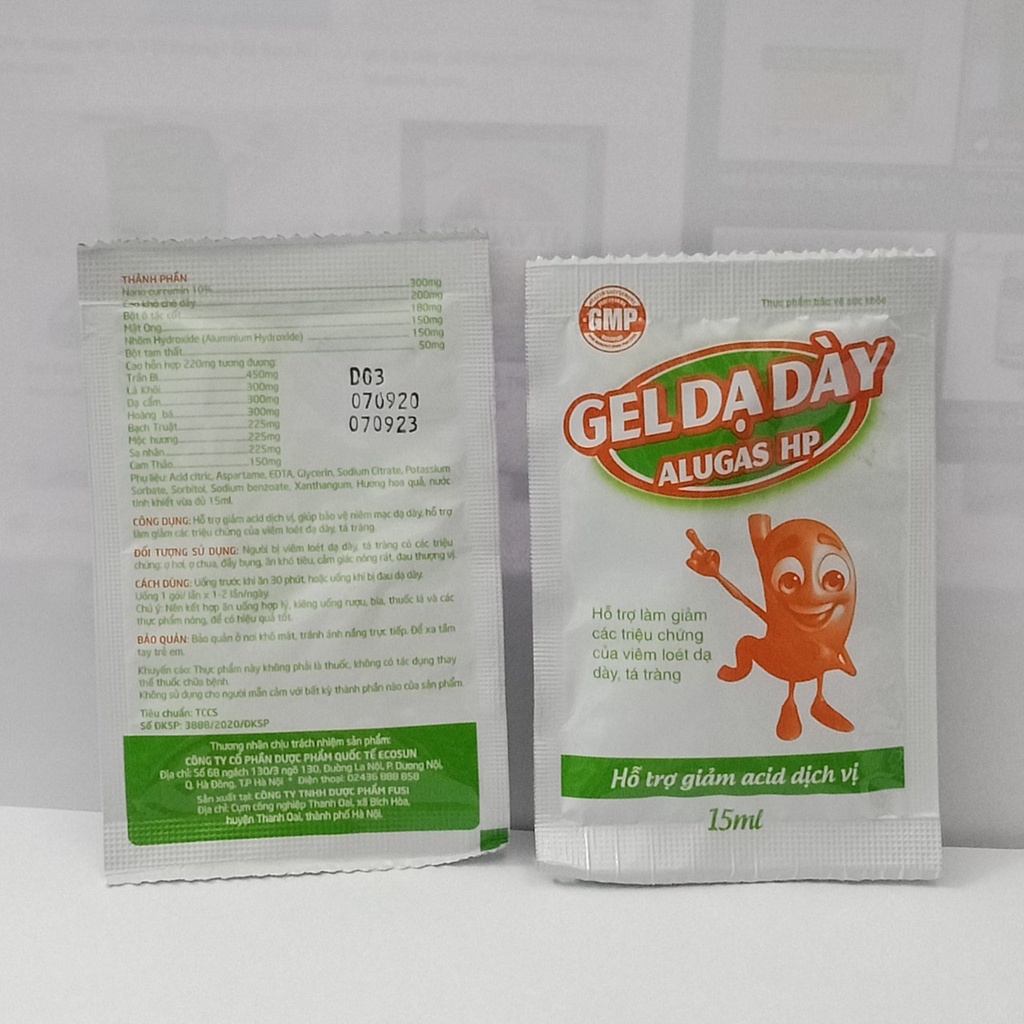 THÀNH PHẦN
Nano curcumin 10% 300mg
Cao khô chè dây 200mg
Bột ô tặc cốt 180mg
Mật Ong 150mg
Nhôm Hydroxide (Aluminium Hydroxide) 150mg
Bột tam thất 50mg
Cao hỗn hợp 220mg tương đương:
Trần Bì 450mg
Lá Khôi 300mg
Dạ cẩm 300mg
Hoàng bá 300mg
Bạch Truật 225mg
Mộc hương 225mg
Sa nhân 225mg
Cam Thảo 150mg
Phụ liệu: Acid citric, Aspartame, EDTA, Glycerin, Sodium Citrate, Potassium
Sorbate, Sorbitol, Sodium benzoate, Xanthangum, Hương hoa quả, nước
tinh khiết vừa đủ 15ml.
D03
070920
070923
CÔNG DỤNG: Hỗ trợ giảm acid dịch vị, giúp bảo vệ niêm mạc dạ dày, hỗ trợ
làm giảm các triệu chứng của viêm loét dạ dày, tá tràng.
ĐỐI TƯỢNG SỬ DỤNG: Người bị viêm loét dạ dày, tá tràng có các triệu
chứng: ợ hơi, ợ chua, đầy bụng, ăn khó tiêu, cảm giác nóng rát, đau thượng vị.
CÁCH DÙNG: Uống trước khi ăn 30 phút, hoặc uống khi bị đau dạ dày.
Uống 1 gói/ lần x 1-2 lần/ngày.
Chú ý: Nên kết hợp ăn uống hợp lý, kiêng uống rượu, bia, thuốc lá và các
thực phẩm nóng, để có hiệu quả tốt.
BẢO QUẢN: Bảo quản ở nơi khô mát, tránh ánh nắng trực tiếp. Để xa tầm
tay trẻ em.
Khuyến cáo: Thực phẩm này không phải là thuốc, không có tác dụng thay
thế thuốc chữa bệnh.
Không sử dụng cho người mẫn cảm với bất kỳ thành phần nào của sản phẩm.
Tiêu chuẩn: TCCS
Số ĐKSP: 3888/2020/ĐKSP
Thương nhân chịu trách nhiệm sản phẩm:
CÔNG TY CỔ PHẦN DƯỢC PHẨM QUỐC TẾ ECOSUN
Địa chỉ: Số 68 ngách 130/3 ngõ 130, Đường La Nội, P. Dương Nội,
Q. Hà Đông, T.P Hà Nội * Điện thoại: 02436 888 858
Sản xuất tại: CÔNG TY TNHH DƯỢC PHẨM FUSI
Địa chỉ: Cụm công nghiệp Thanh Oai, xã Bích Hòa,
huyện Thanh Oai, thành phố Hà Nội.
GMP
Thực phẩm bảo vệ sức khỏe
GEL DẠ DÀY
ALUGAS HP
Hỗ trợ làm giảm
các triệu chứng
của viêm loét dạ
dày, tá tràng
Hỗ trợ giảm acid dịch vị
15ml